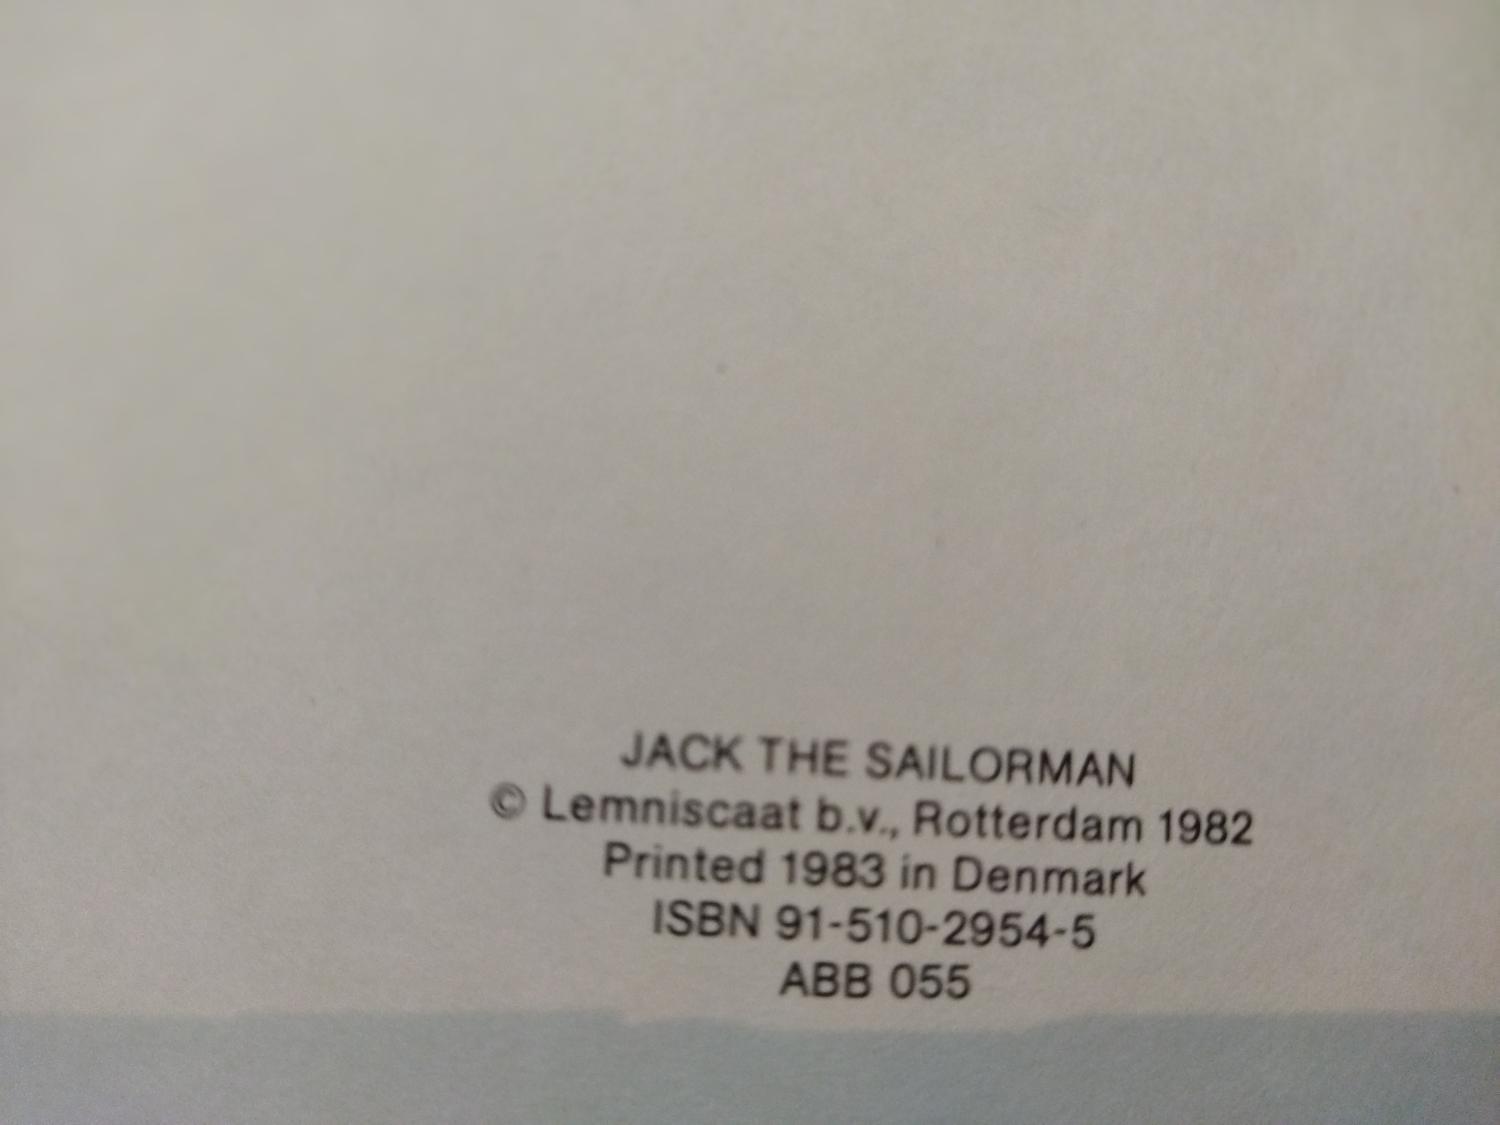 JACK THE SAILORMAN
© Lemniscaat b.v., Rotterdam 1982
Printed 1983 in Denmark
ISBN 91-510-2954-5
ABB 055